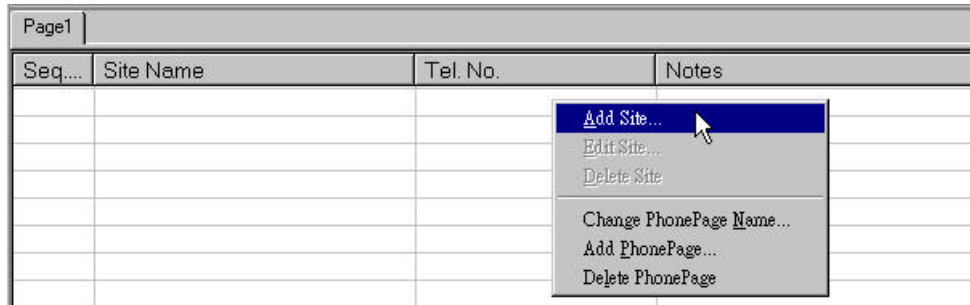 Page1
Seq.... Site Name Tel. No. Notes
Add Site...
Edit Site...
Delete Site
Change PhonePage Name...
Add PhonePage...
Delete PhonePage